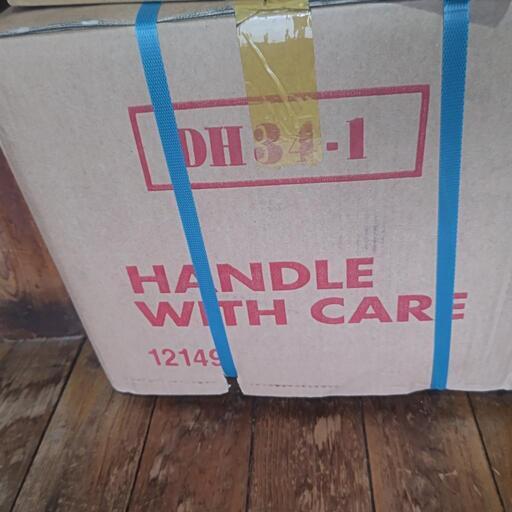 DH34-1
HANDLE
WITH CARE
12149